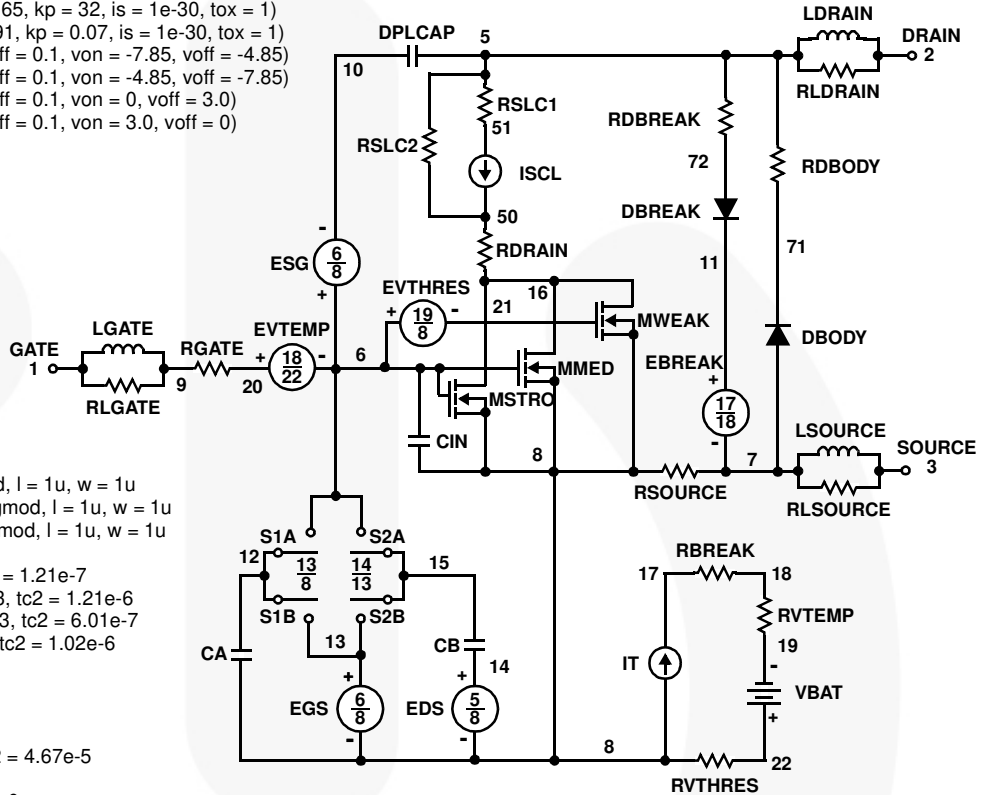 65, kp = 32, is = 1e-30, tox = 1)
91, kp = 0.07, is = 1e-30, tox = 1)
ff = 0.1, von = -7.85, voff = -4.85)
ff = 0.1, von = -4.85, voff = -7.85)
ff = 0.1, von = 0, voff = 3.0)
ff = 0.1, von = 3.0, voff = 0)
LDRAIN
DPLCAP
5
DRAIN
2
10
RLDRAIN
RSLC1
51
RDBREAK
RSLC2
72
RDBODY
ISCL
DBREAK
50
-
6
8
ESG
+
RDRAIN
71
11
EVTHRES
16
21
+
19
8
-
MWEAK
LGATE
EVTEMP
GATE
1
RGATE
+
18
22
-
6
EBREAK
DBODY
MMED
9
20
MSTRO
+
17
18
-
RLGATE
CIN
LSOURCE
8
7
SOURCE
3
RSOURCE
RLSOURCE
d, l = 1u, w = 1u
gmod, l = 1u, w = 1u
mod, l = 1u, w = 1u
S1A
S2A
RBREAK
12
13
8
14
13
15
17
18
= 1.21e-7
3, tc2 = 1.21e-6
3, tc2 = 6.01e-7
tc2 = 1.02e-6
S1B
S2B
RVTEMP
13
CB
19
CA
14
IT
-
VBAT
+
+
EGS
6
8
-
+
EDS
5
8
-
2 = 4.67e-5
8
22
RVTHRES